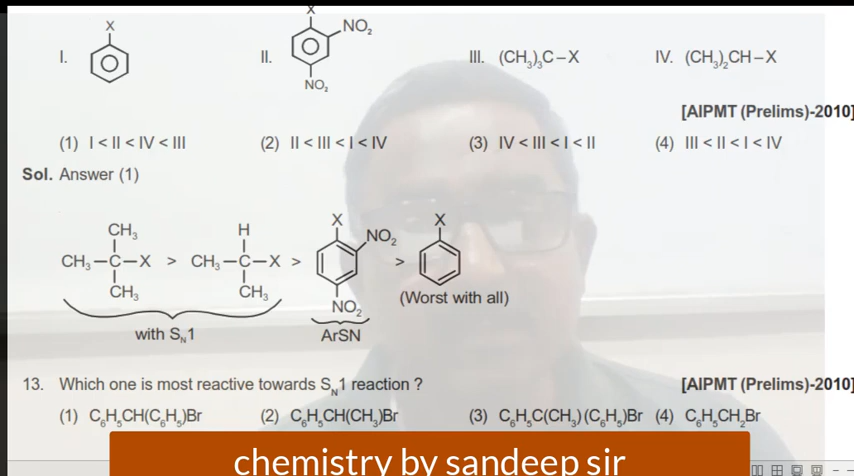 X
I.
X
NO₂
NO₂
II.
III. (CH₃)₃C–X
IV. (CH₃)₂CH–X
[AIPMT (Prelims)-2010]
(1) I < II < IV < III (2) II < III < I < IV (3) IV < III < I < II (4) III < II < I < IV
Sol. Answer (1)
CH₃
CH₃–C–X
CH₃
>
H
CH₃–C–X
CH₃
>
X
NO₂
NO₂
>
X
(Worst with all)
with S_N1
ArSN
13. Which one is most reactive towards S_N1 reaction ? [AIPMT (Prelims)-2010]
(1) C₆H₅CH(C₆H₅)Br (2) C₆H₅CH(CH₃)Br (3) C₆H₅C(CH₃)(C₆H₅)Br (4) C₆H₅CH₂Br
chemistry by sandeep sir